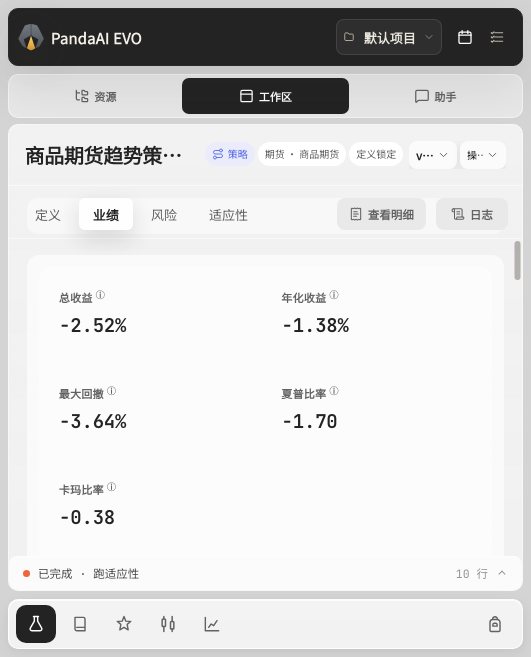 PandaAI EVO
默认项目
资源
工作区
助手
商品期货趋势策…
策略
期货 · 商品期货
定义锁定
v…
操…
定义
业绩
风险
适应性
查看明细
日志
总收益
年化收益
-2.52%
-1.38%
最大回撤
夏普比率
-3.64%
-1.70
卡玛比率
-0.38
已完成 · 跑适应性
10 行